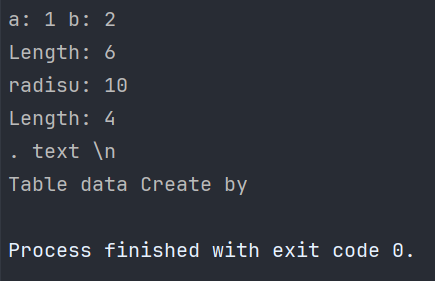 a: 1 b: 2
Length: 6
radisu: 10
Length: 4
. text \n
Table data Create by
Process finished with exit code 0.